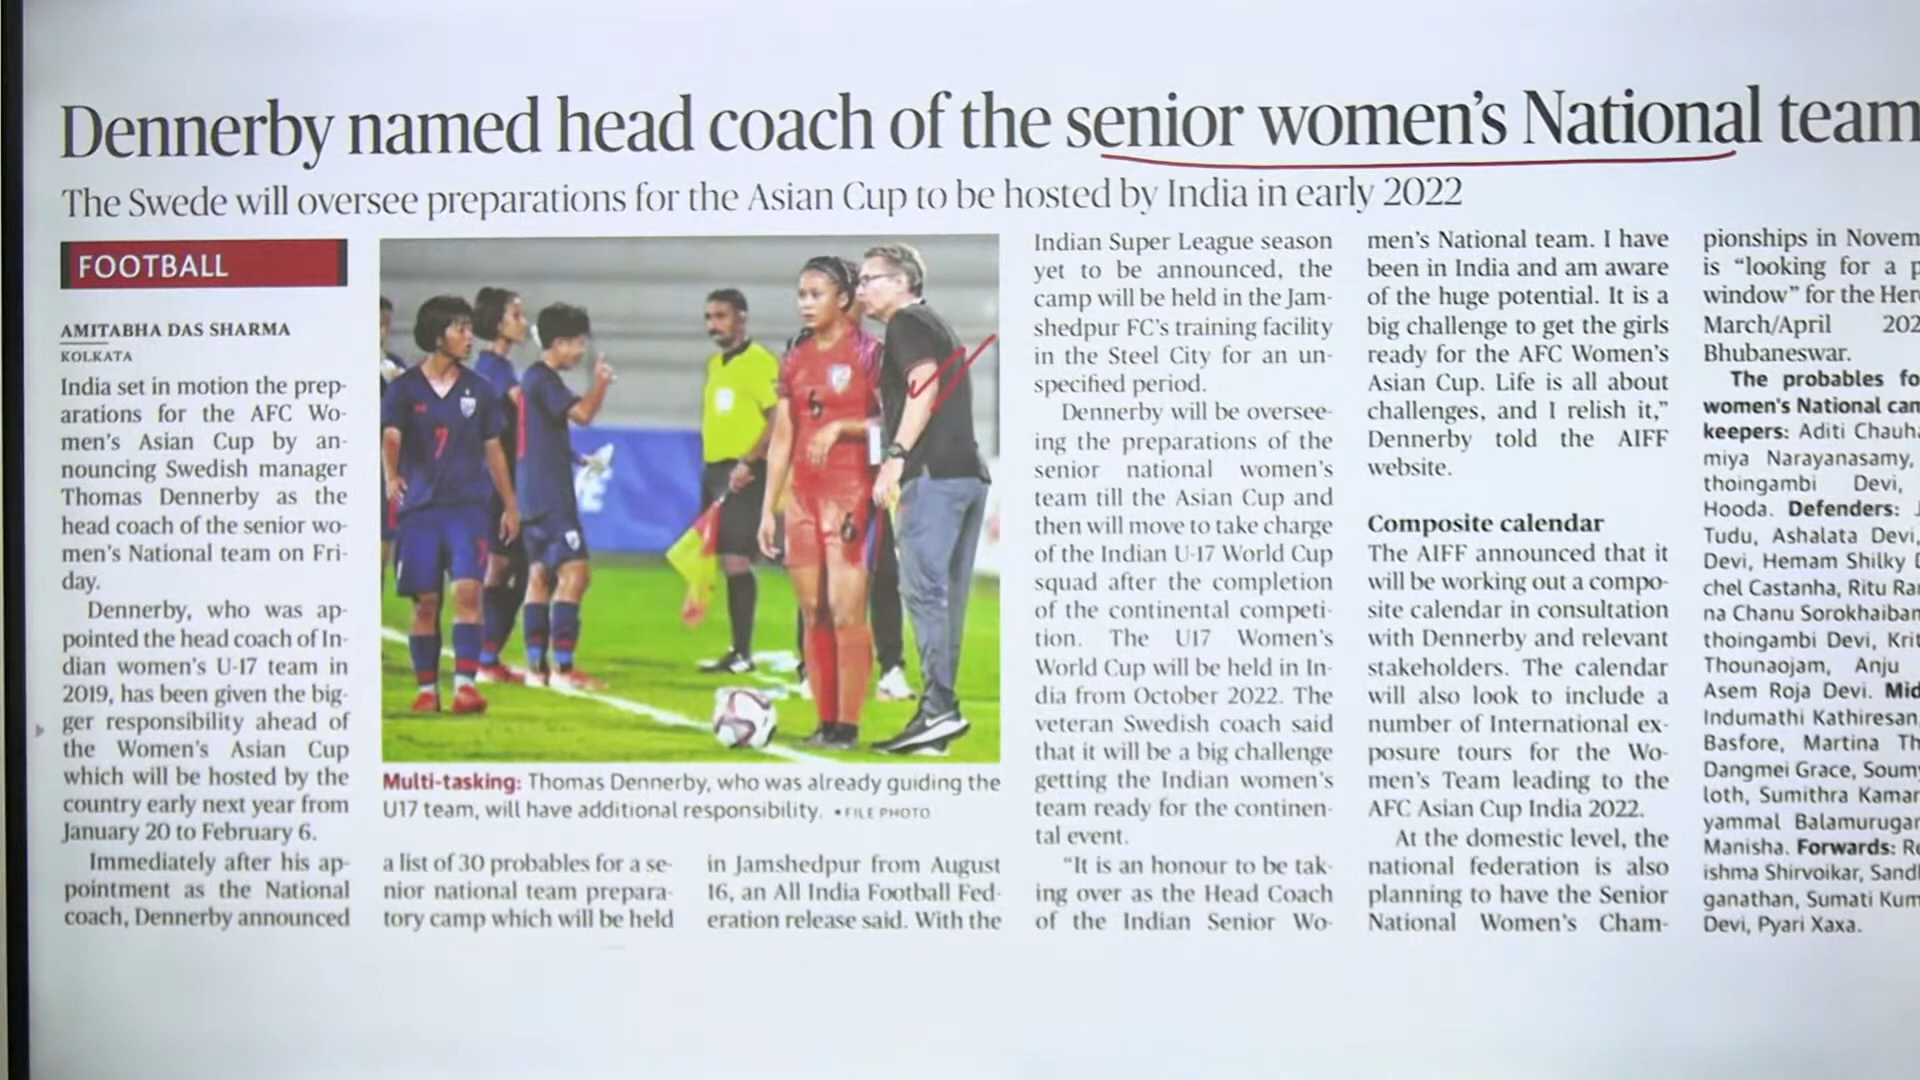 Dennerby named head coach of the senior women's National team
The Swede will oversee preparations for the Asian Cup to be hosted by India in early 2022
FOOTBALL
AMITABHA DAS SHARMA
KOLKATA
India set in motion the prep-
arations for the AFC Wo-
men's Asian Cup by an-
nouncing Swedish manager
Thomas Dennerby as the
head coach of the senior wo-
men's National team on Fri-
day.
Dennerby, who was ap-
pointed the head coach of In-
dian women's U-17 team in
2019, has been given the big-
ger responsibility ahead of
the Women's Asian Cup
which will be hosted by the
country early next year from
January 20 to February 6.
Immediately after his ap-
pointment as the National
coach, Dennerby announced
7
6
6
Multi-tasking: Thomas Dennerby, who was already guiding the
U17 team, will have additional responsibility. • FILE PHOTO
a list of 30 probables for a se-
nior national team prepara-
tory camp which will be held
in Jamshedpur from August
16, an All India Football Fed-
eration release said. With the
Indian Super League season
yet to be announced, the
camp will be held in the Jam-
shedpur FC's training facility
in the Steel City for an un-
specified period.
Dennerby will be oversee-
ing the preparations of the
senior national women's
team till the Asian Cup and
then will move to take charge
of the Indian U-17 World Cup
squad after the completion
of the continental competi-
tion. The U17 Women's
World Cup will be held in In-
dia from October 2022. The
veteran Swedish coach said
that it will be a big challenge
getting the Indian women's
team ready for the continen-
tal event.
"It is an honour to be tak-
ing over as the Head Coach
of the Indian Senior Wo-
men's National team. I have
been in India and am aware
of the huge potential. It is a
big challenge to get the girls
ready for the AFC Women's
Asian Cup. Life is all about
challenges, and I relish it,"
Dennerby told the AIFF
website.
Composite calendar
The AIFF announced that it
will be working out a compo-
site calendar in consultation
with Dennerby and relevant
stakeholders. The calendar
will also look to include a
number of International ex-
posure tours for the Wo-
men's Team leading to the
AFC Asian Cup India 2022.
At the domestic level, the
national federation is also
planning to have the Senior
National Women's Cham-
pionships in Novem
is "looking for a p
window" for the Her
March/April 202
Bhubaneswar.
The probables fo
women's National cam
keepers: Aditi Chauha
miya Narayanasamy,
thoingambi Devi,
Hooda. Defenders: J
Tudu, Ashalata Devi,
Devi, Hemam Shilky D
chel Castanha, Ritu Ran
na Chanu Sorokhaibam
thoingambi Devi, Krit
Thounaojam, Anju
Asem Roja Devi. Mid
Indumathi Kathiresan,
Basfore, Martina Th
Dangmei Grace, Soumy
loth, Sumithra Kamar
yammal Balamurugan
Manisha. Forwards: Re
ishma Shirvoikar, Sandh
ganathan, Sumati Kum
Devi, Pyari Xaxa.